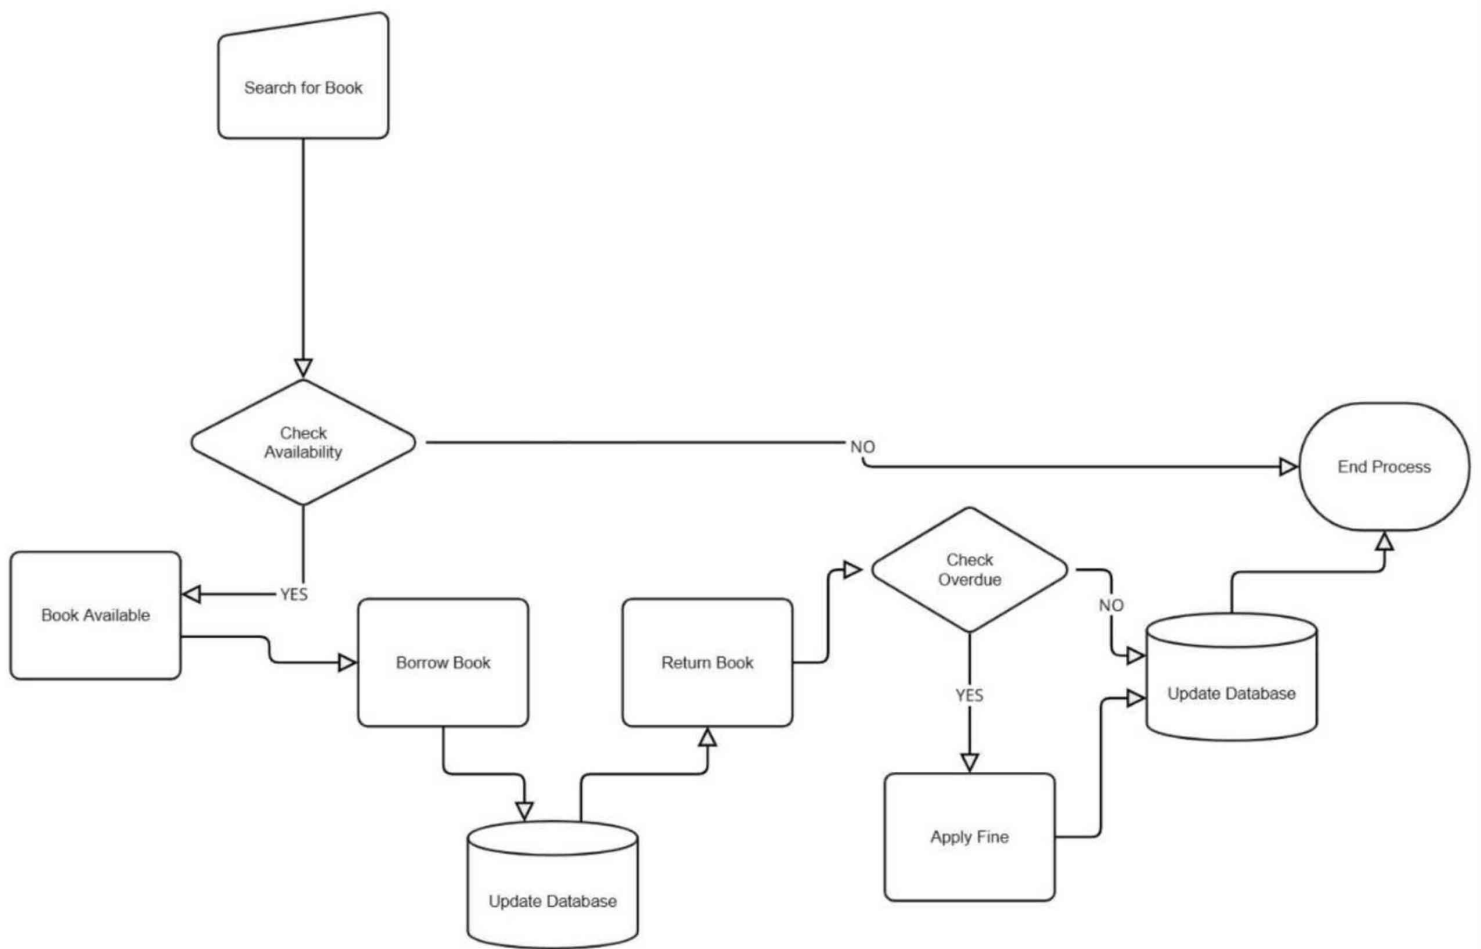 Search for Book
Check
Availability
NO
End Process
YES
Book Available
Borrow Book
Update Database
Return Book
Check
Overdue
NO
YES
Apply Fine
Update Database